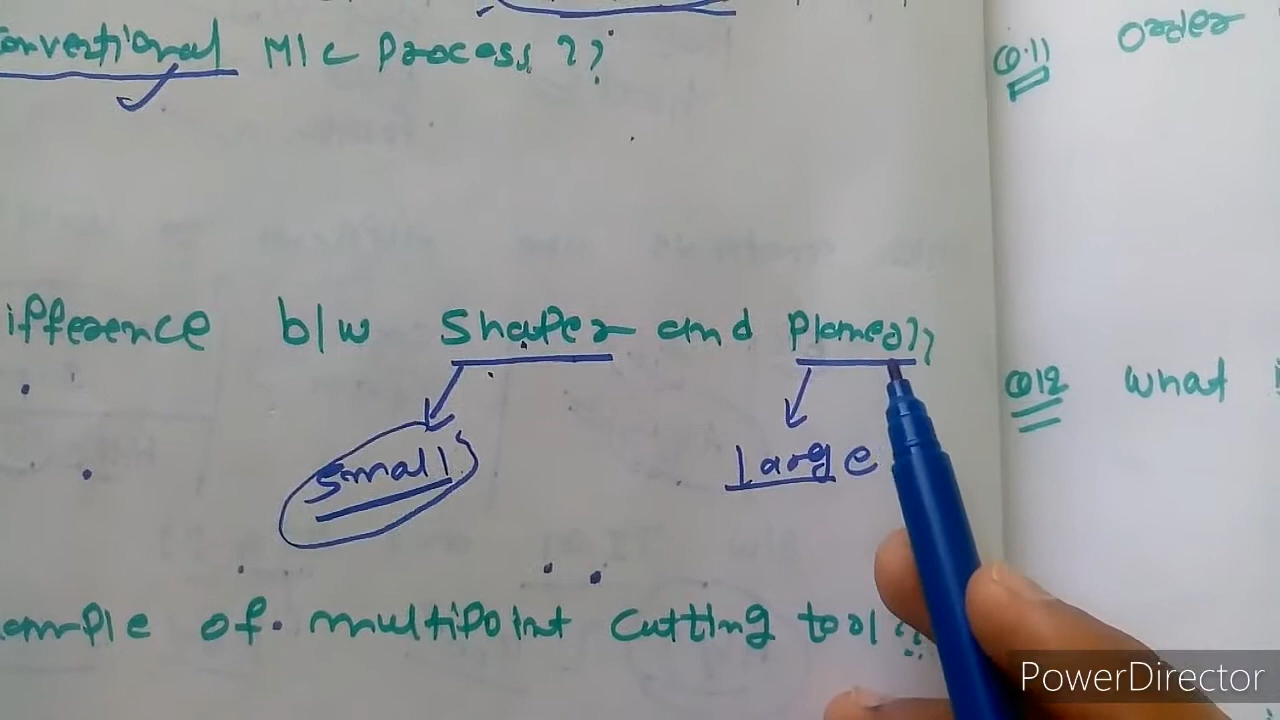 onventional M/c Process ??
ifference b/w Shaper and Planer??
small
large
ample of multipoint cutting tool ??
Q.11 Order
Q12 What i
PowerDirector